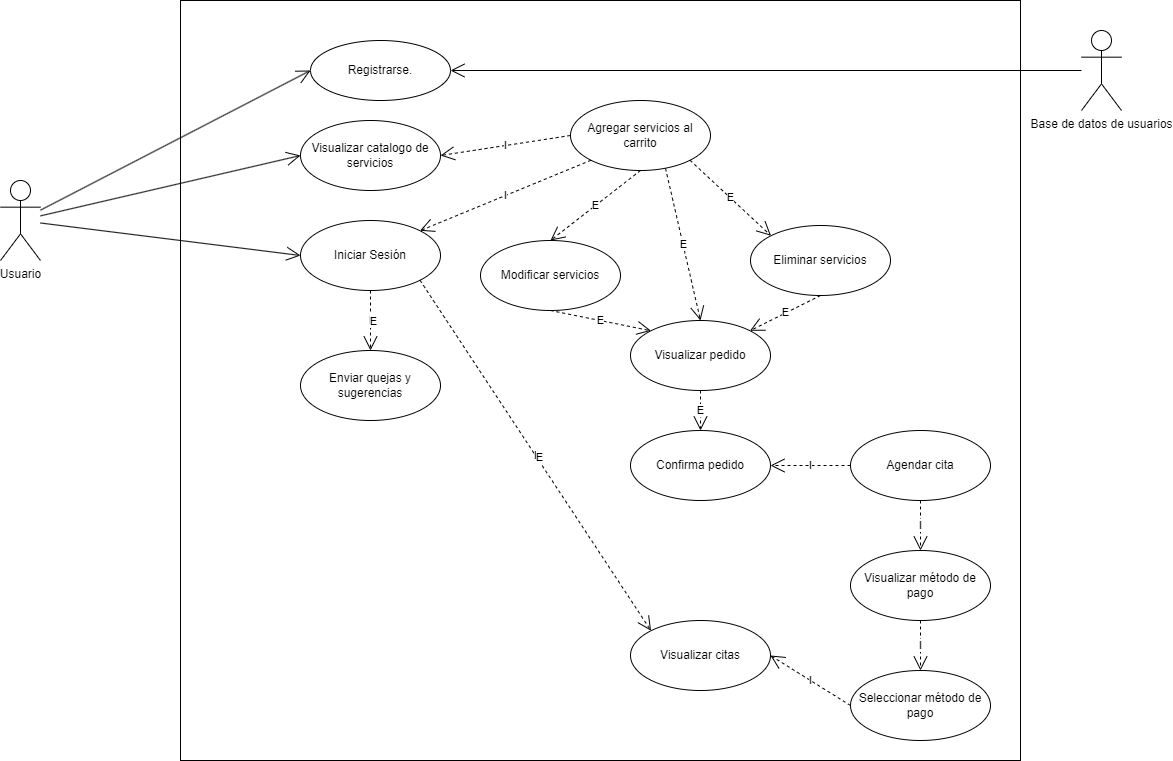 Registrarse.
Base de datos de usuarios
Agregar servicios al
carrito
Visualizar catalogo de
servicios
I
I
E
E
E
Usuario
Iniciar Sesión
Modificar servicios
Eliminar servicios
E
E
E
Visualizar pedido
Enviar quejas y
sugerencias
E
Confirma pedido
I
Agendar cita
E
I
Visualizar método de
pago
I
Visualizar citas
I
Seleccionar método de
pago